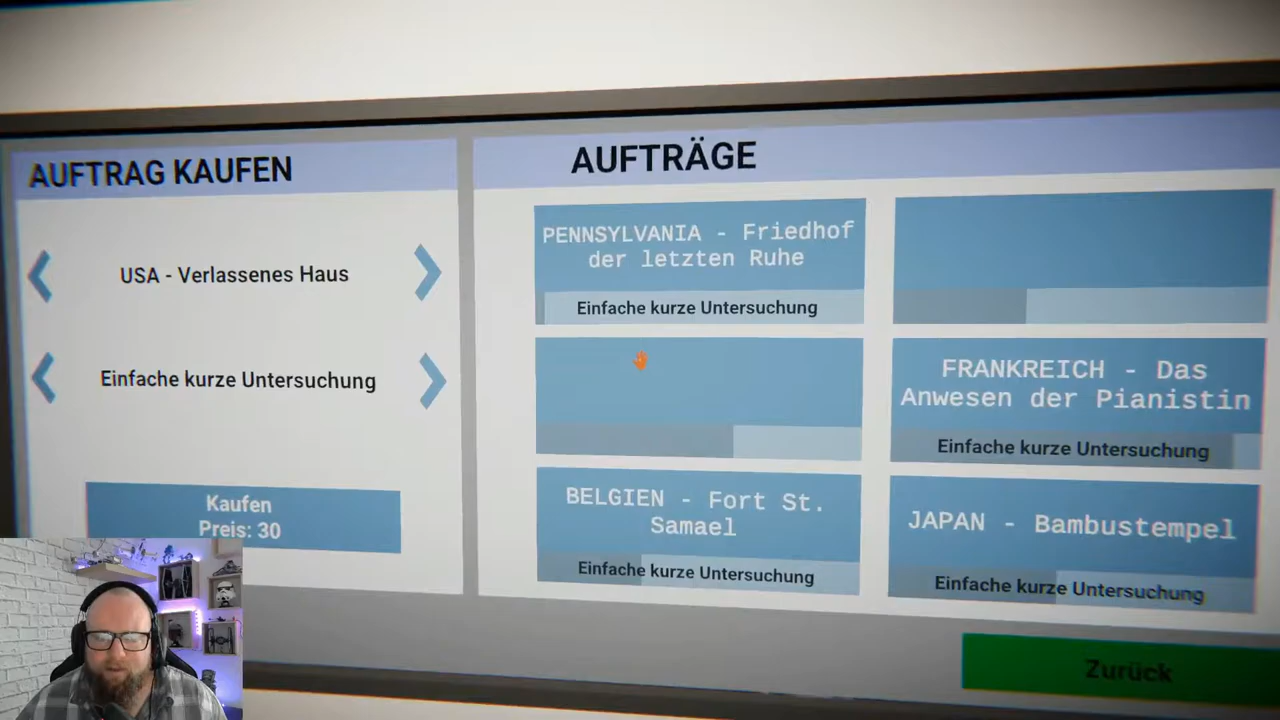 AUFTRAG KAUFEN
USA - Verlassenes Haus
Einfache kurze Untersuchung
Kaufen
Preis: 30
AUFTRÄGE
PENNSYLVANIA - Friedhof
der letzten Ruhe
Einfache kurze Untersuchung
FRANKREICH - Das
Anwesen der Pianistin
Einfache kurze Untersuchung
BELGIEN - Fort St.
Samael
Einfache kurze Untersuchung
JAPAN - Bambustempel
Einfache kurze Untersuchung
Zurück